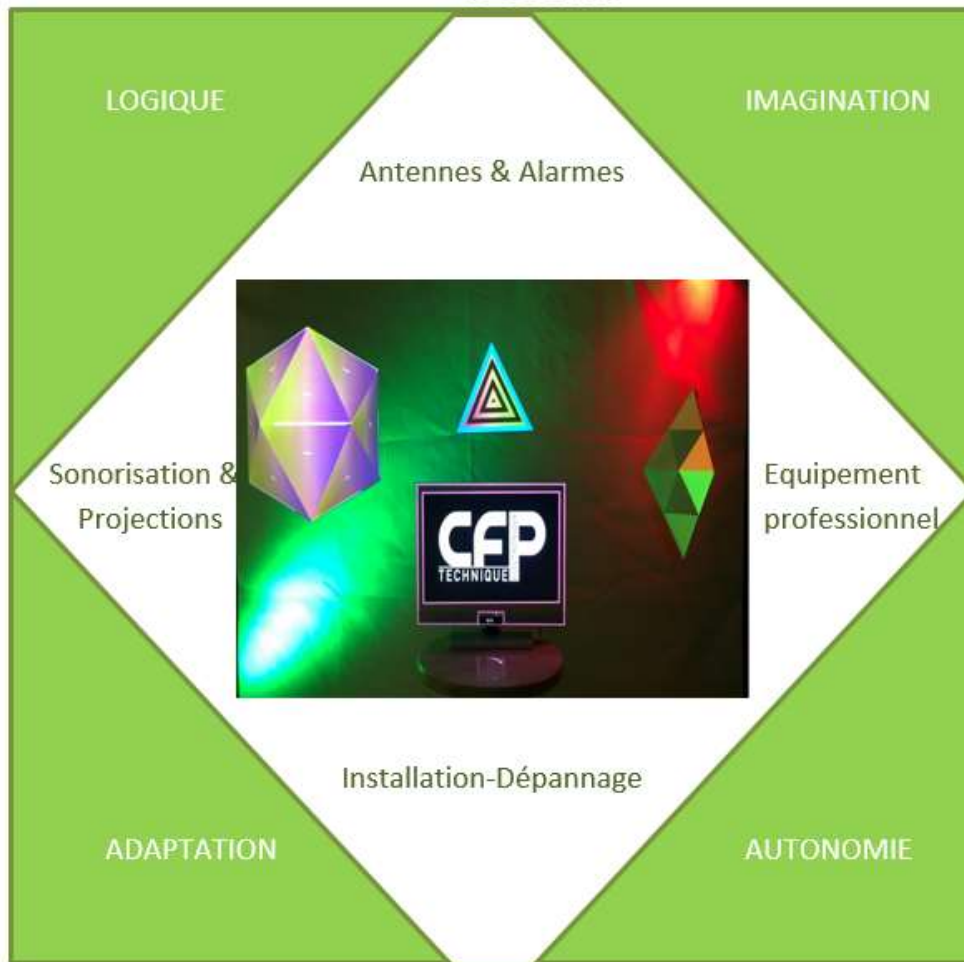 LOGIQUE
IMAGINATION
Antennes & Alarmes
Sonorisation &
Projections
Equipement
professionnel
CFP
TECHNIQUE
Installation-Dépannage
ADAPTATION
AUTONOMIE